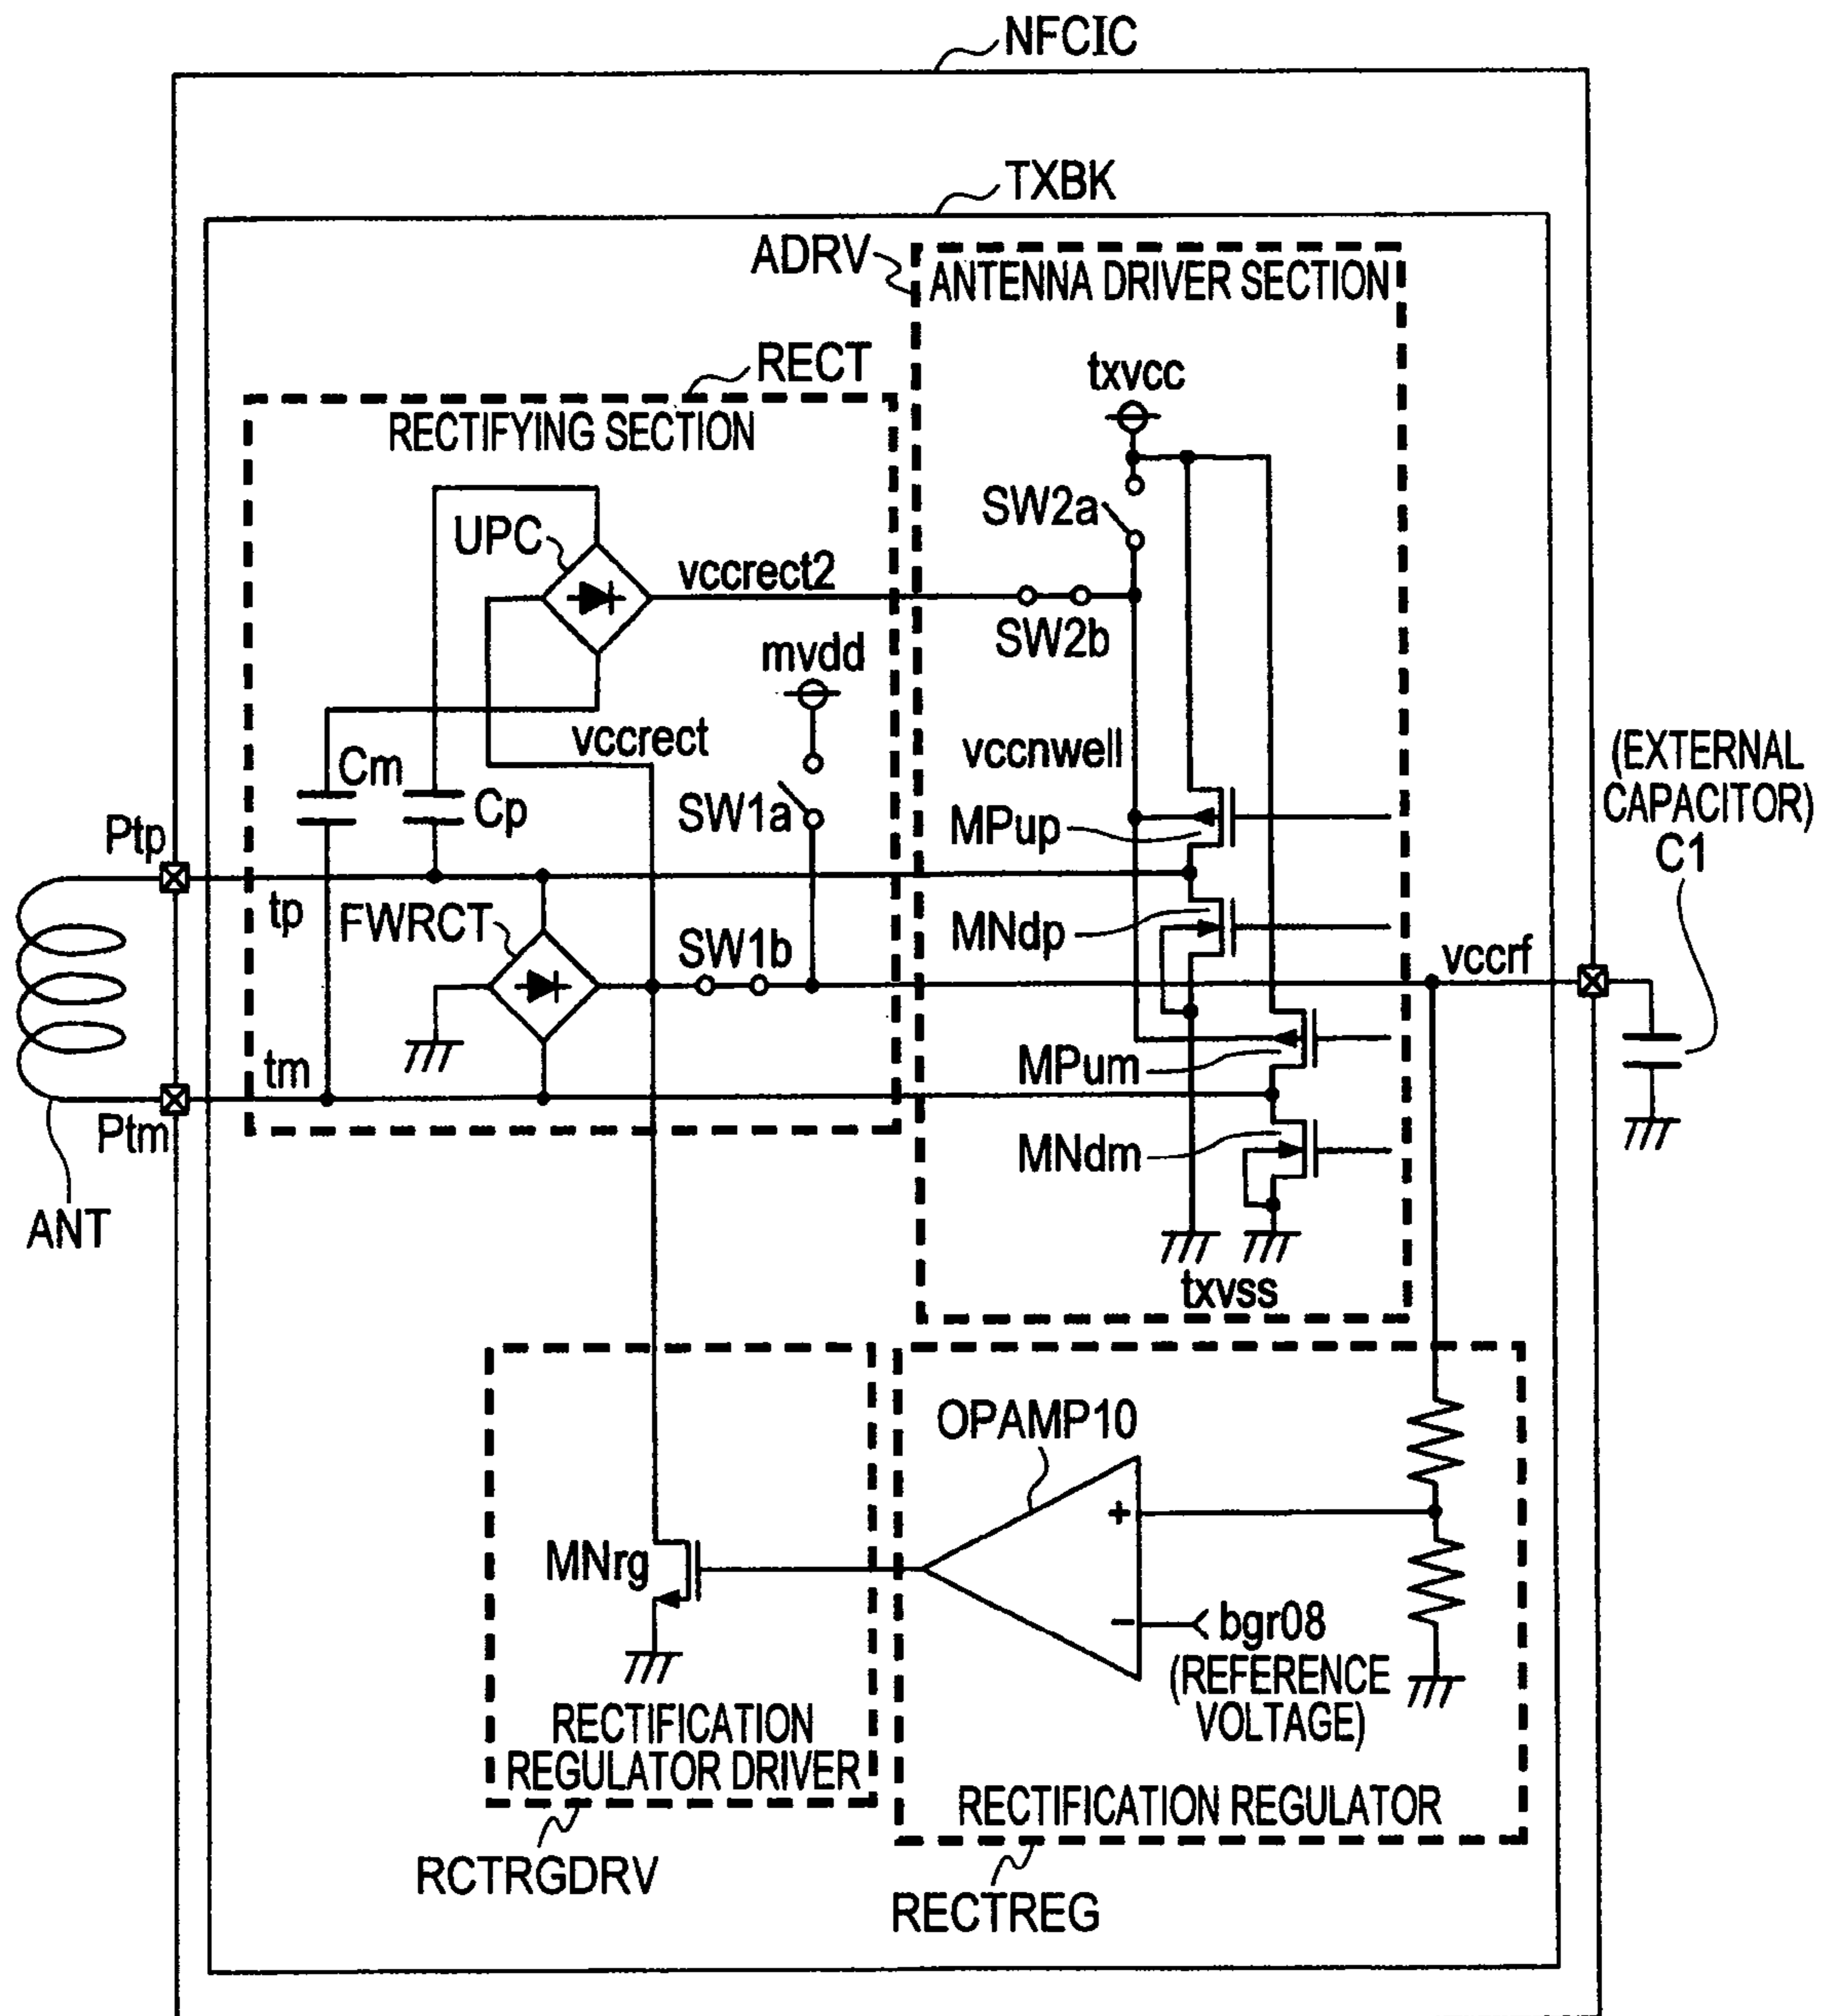 NFCIC
TXBK
ADRV
ANTENNA DRIVER SECTION
RECT
RECTIFYING SECTION
txvcc
SW2a
UPC
vccrect2
SW2b
mvdd
vccrect
vccnwell
(EXTERNAL
CAPACITOR)
C1
Cm
Cp
SW1a
MPup
Ptp
tp
FWRCT
SW1b
MNdp
vccrf
tm
MPum
Ptm
MNdm
ANT
txvss
OPAMP10
+
MNrg
−
bgr08
(REFERENCE
VOLTAGE)
RECTIFICATION
REGULATOR DRIVER
RECTIFICATION REGULATOR
RCTRGDRV
RECTREG